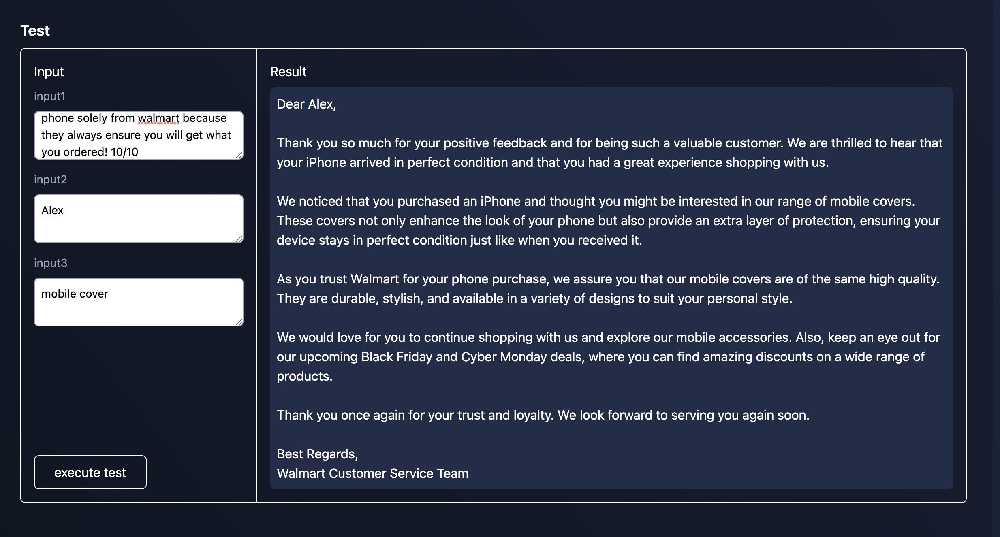 Test
Input
input1
phone solely from walmart because
they always ensure you will get what
you ordered! 10/10
input2
Alex
input3
mobile cover
execute test
Result
Dear Alex,
Thank you so much for your positive feedback and for being such a valuable customer. We are thrilled to hear that
your iPhone arrived in perfect condition and that you had a great experience shopping with us.
We noticed that you purchased an iPhone and thought you might be interested in our range of mobile covers.
These covers not only enhance the look of your phone but also provide an extra layer of protection, ensuring your
device stays in perfect condition just like when you received it.
As you trust Walmart for your phone purchase, we assure you that our mobile covers are of the same high quality.
They are durable, stylish, and available in a variety of designs to suit your personal style.
We would love for you to continue shopping with us and explore our mobile accessories. Also, keep an eye out for
our upcoming Black Friday and Cyber Monday deals, where you can find amazing discounts on a wide range of
products.
Thank you once again for your trust and loyalty. We look forward to serving you again soon.
Best Regards,
Walmart Customer Service Team